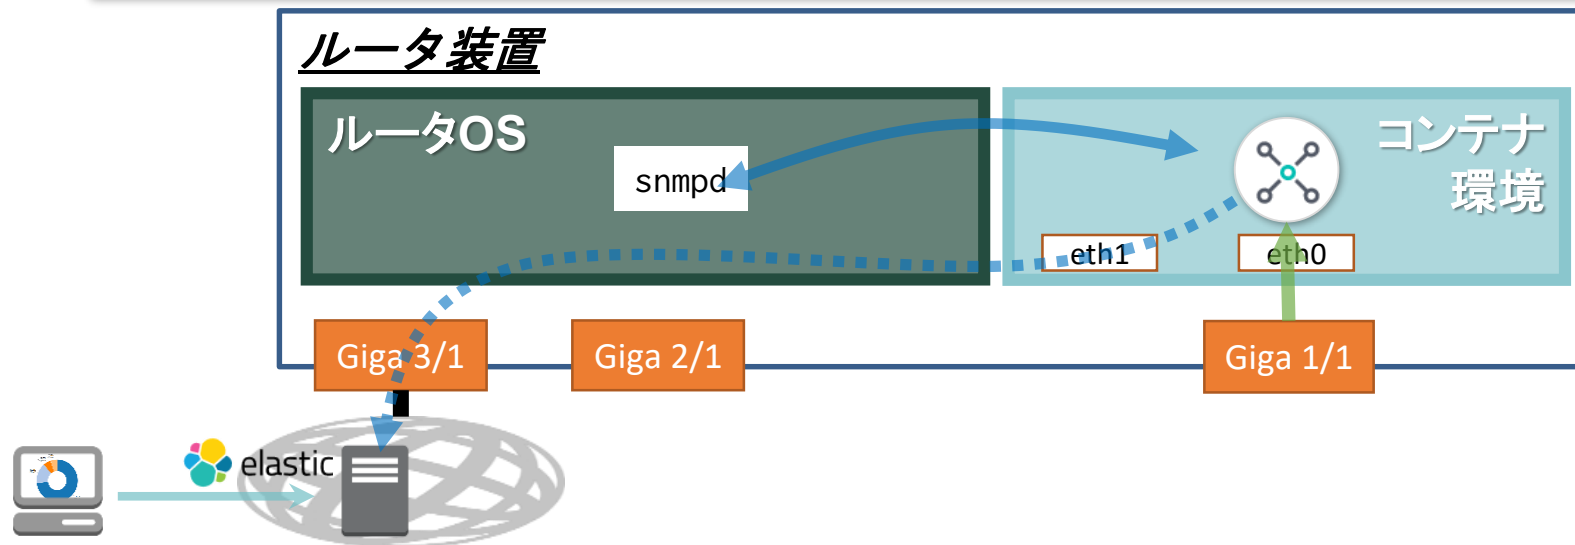 ルータ装置
ルータOS
snmpd
コンテナ
環境
eth1
eth0
Giga 3/1
Giga 2/1
Giga 1/1
elastic